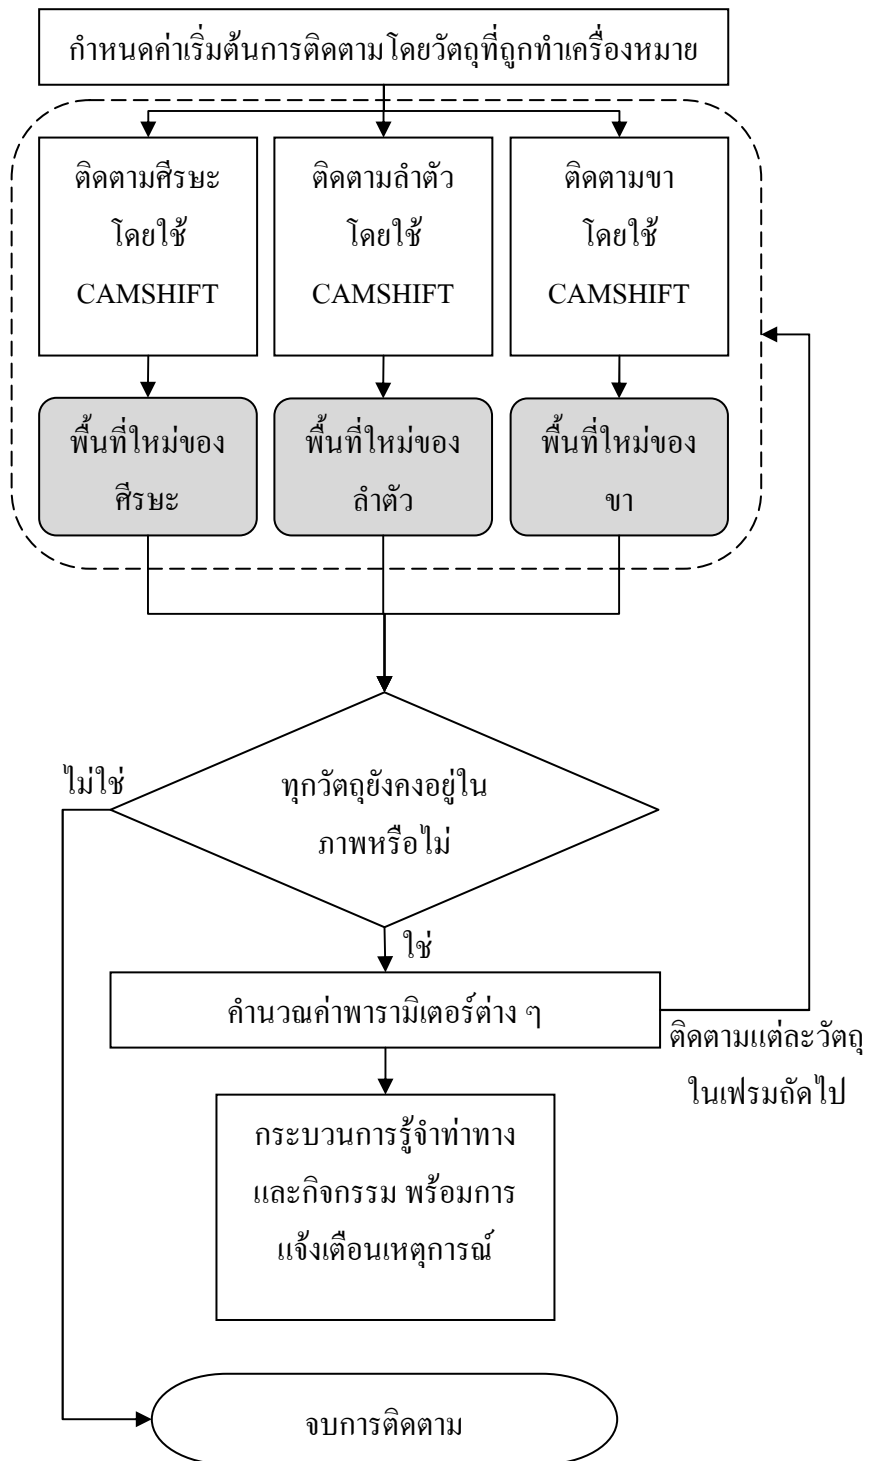 กำหนดค่าเริ่มต้นการติดตามโดยวัตถุที่ถูกทำเครื่องหมาย
ติดตามศีรษะ
โดยใช้
CAMSHIFT
ติดตามลำตัว
โดยใช้
CAMSHIFT
ติดตามขา
โดยใช้
CAMSHIFT
พื้นที่ใหม่ของ
ศีรษะ
พื้นที่ใหม่ของ
ลำตัว
พื้นที่ใหม่ของ
ขา
ไม่ใช่
ทุกวัตถุยังคงอยู่ใน
ภาพหรือไม่
ใช่
คำนวณค่าพารามิเตอร์ต่าง ๆ
ติดตามแต่ละวัตถุ
ในเฟรมถัดไป
กระบวนการรู้จำท่าทาง
และกิจกรรม พร้อมการ
แจ้งเตือนเหตุการณ์
จบการติดตาม